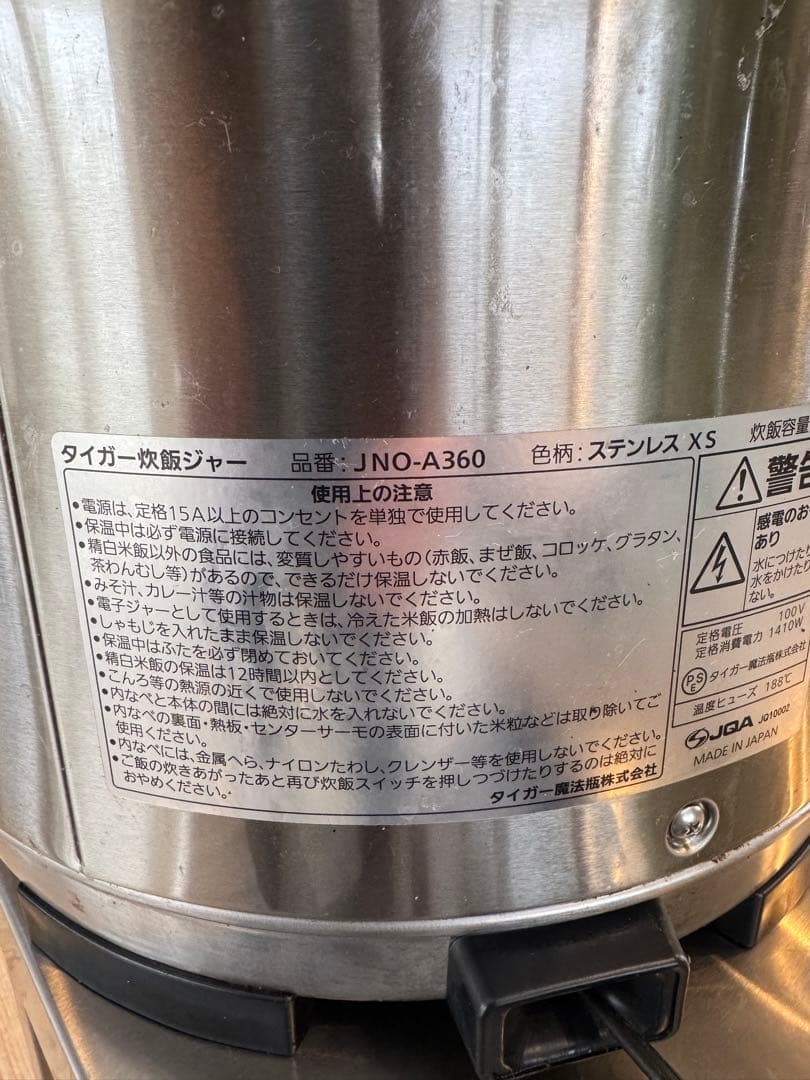 タイガー炊飯ジャー 品番:JNO-A360 色柄:ステンレス XS 炊飯容量
使用上の注意
•電源は、定格15A以上のコンセントを単独で使用してください。
•保温中は必ず電源に接続してください。
•精白米飯以外の食品には、変質しやすいもの(赤飯、まぜ飯、コロッケ、グラタン、
茶わんむし等)があるので、できるだけ保温しないでください。
•みそ汁、カレー汁等の汁物は保温しないでください。
•電子ジャーとして使用するときは、冷えた米飯の加熱はしないでください。
•しゃもじを入れたまま保温しないでください。
•保温中はふたを必ず閉めておいてください。
•精白米飯の保温は12時間以内としてください。
•こんろ等の熱源の近くで使用しないでください。
•内なべと本体の間には絶対に水を入れないでください。
•内なべの裏面・熱板・センターサーモの表面に付いた米粒などは取り除いてご
使用ください。
•内なべには、金属へら、ナイロンたわし、クレンザー等を使用しないでください。
•ご飯の炊きあがったあと再び炊飯スイッチを押しつづけたりするのは絶対に
おやめください。
タイガー魔法瓶株式会社
警告
感電のお
あり
水につけたり
水をかけたり
ない。
定格電圧 100V
定格消費電力 1410W
PSE タイガー魔法瓶株式会社
温度ヒューズ 188℃
JQA JQ10002
MADE IN JAPAN